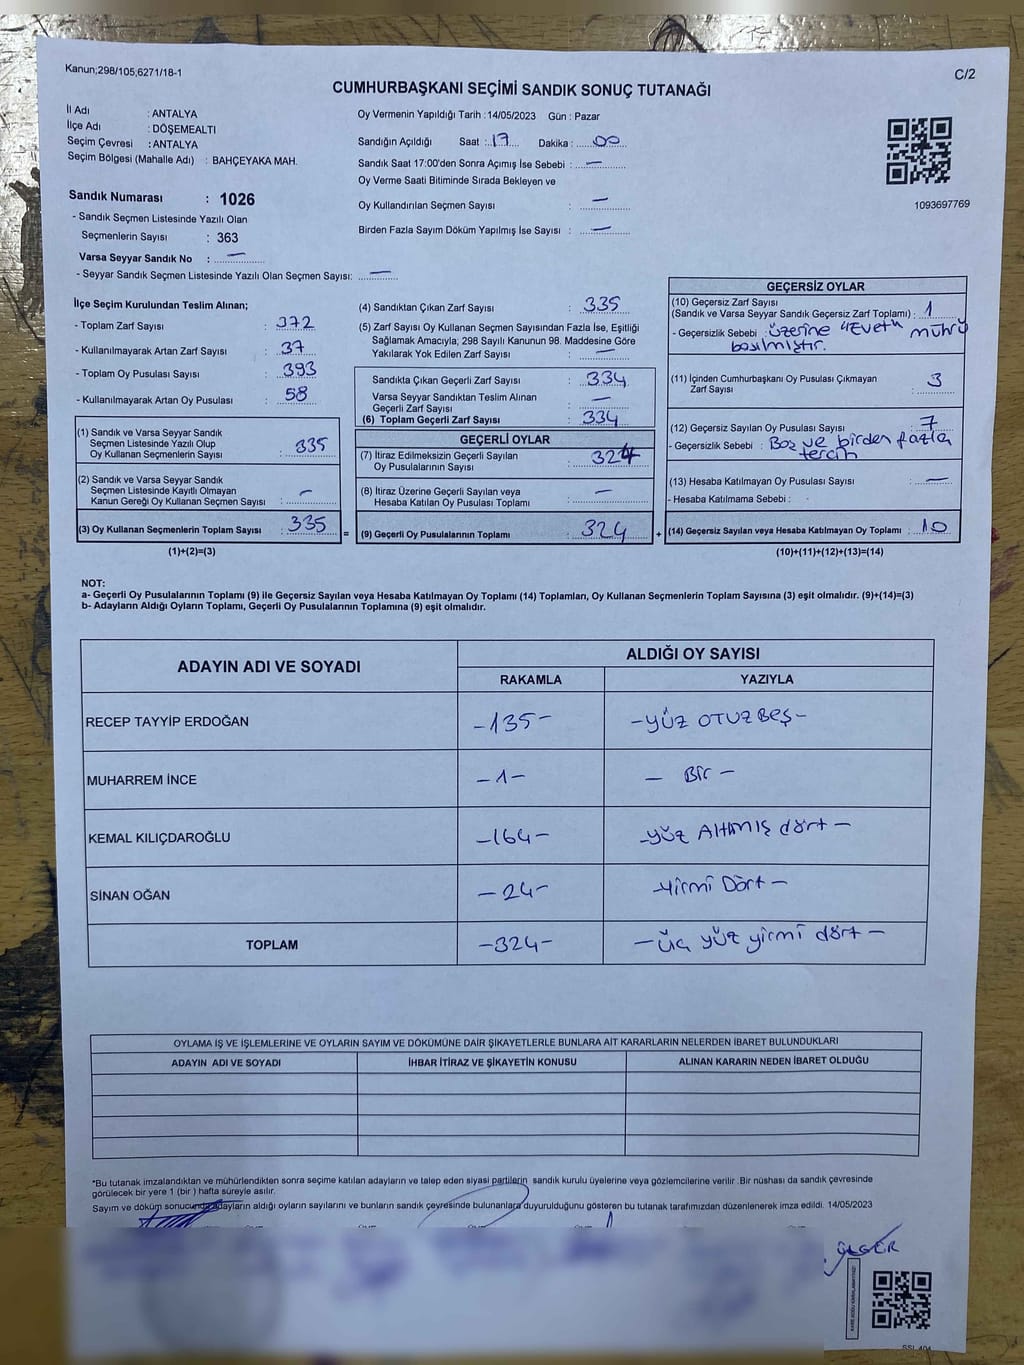 Kanun;298/105,6271/18-1
C/2
CUMHURBAŞKANI SEÇİMİ SANDIK SONUÇ TUTANAĞI
İl Adı : ANTALYA
İlçe Adı : DÖŞEMEALTI
Seçim Çevresi : ANTALYA
Seçim Bölgesi (Mahalle Adı) : BAHÇEYAKA MAH.
Oy Vermenin Yapıldığı Tarih : 14/05/2023 Gün : Pazar
Sandığın Açıldığı Saat : 17 Dakika : 00
Sandık Saat 17:00'den Sonra Açımış İse Sebebi : —
Oy Verme Saati Bitiminde Sırada Bekleyen ve
Oy Kullandırılan Seçmen Sayısı : —
Birden Fazla Sayım Döküm Yapılmış İse Sayısı : —
1093697769
Sandık Numarası : 1026
- Sandık Seçmen Listesinde Yazılı Olan
Seçmenlerin Sayısı : 363
Varsa Seyyar Sandık No : —
- Seyyar Sandık Seçmen Listesinde Yazılı Olan Seçmen Sayısı: —
İlçe Seçim Kurulundan Teslim Alınan;
- Toplam Zarf Sayısı : 372
- Kullanılmayarak Artan Zarf Sayısı : 37
- Toplam Oy Pusulası Sayısı : 393
- Kullanılmayarak Artan Oy Pusulası : 58
(1) Sandık ve Varsa Seyyar Sandık
Seçmen Listesinde Yazılı Olup
Oy Kullanan Seçmenlerin Sayısı : 335
(2) Sandık ve Varsa Seyyar Sandık
Seçmen Listesinde Kayıtlı Olmayan
Kanun Gereği Oy Kullanan Seçmen Sayısı : —
(3) Oy Kullanan Seçmenlerin Toplam Sayısı : 335 =
(1)+(2)=(3)
(4) Sandıktan Çıkan Zarf Sayısı : 335
(5) Zarf Sayısı Oy Kullanan Seçmen Sayısından Fazla İse, Eşitliği
Sağlamak Amacıyla; 298 Sayılı Kanunun 98. Maddesine Göre
Yakılarak Yok Edilen Zarf Sayısı : —
Sandıkta Çıkan Geçerli Zarf Sayısı : 334
Varsa Seyyar Sandıktan Teslim Alınan
Geçerli Zarf Sayısı : —
(6) Toplam Geçerli Zarf Sayısı : 334
GEÇERLİ OYLAR
(7) İtiraz Edilmeksizin Geçerli Sayılan
Oy Pusulalarının Sayısı : 324
(8) İtiraz Üzerine Geçerli Sayılan veya
Hesaba Katılan Oy Pusulası Toplamı : —
(9) Geçerli Oy Pusulalarının Toplamı : 324 +
GEÇERSİZ OYLAR
(10) Geçersiz Zarf Sayısı
(Sandık ve Varsa Seyyar Sandık Geçersiz Zarf Toplamı) : 1
- Geçersizlik Sebebi : üzerine "Evet" mührü
basılmıştır.
(11) İçinden Cumhurbaşkanı Oy Pusulası Çıkmayan
Zarf Sayısı : 3
(12) Geçersiz Sayılan Oy Pusulası Sayısı : 7
- Geçersizlik Sebebi : Boş ve birden fazla
tercih
(13) Hesaba Katılmayan Oy Pusulası Sayısı : —
- Hesaba Katılmama Sebebi :
(14) Geçersiz Sayılan veya Hesaba Katılmayan Oy Toplamı : 10
(10)+(11)+(12)+(13)=(14)
NOT:
a- Geçerli Oy Pusulalarının Toplamı (9) ile Geçersiz Sayılan veya Hesaba Katılmayan Oy Toplamı (14) Toplamları, Oy Kullanan Seçmenlerin Toplam Sayısına (3) eşit olmalıdır. (9)+(14)=(3)
b- Adayların Aldığı Oyların Toplamı, Geçerli Oy Pusulalarının Toplamına (9) eşit olmalıdır.
ADAYIN ADI VE SOYADI ALDIĞI OY SAYISI
RAKAMLA YAZIYLA
RECEP TAYYİP ERDOĞAN -135- -yüz OTUZ BEŞ-
MUHARREM İNCE -1- - Bir -
KEMAL KILIÇDAROĞLU -164- -yüz Altmış dört-
SİNAN OĞAN -24- -Yirmi Dört-
TOPLAM -324- -üç yüz yirmi dört-
OYLAMA İŞ VE İŞLEMLERİNE VE OYLARIN SAYIM VE DÖKÜMÜNE DAİR ŞİKAYETLERLE BUNLARA AİT KARARLARIN NELERDEN İBARET BULUNDUKLARI
ADAYIN ADI VE SOYADI İHBAR İTİRAZ VE ŞİKAYETİN KONUSU ALINAN KARARIN NEDEN İBARET OLDUĞU
*Bu tutanak imzalandıktan ve mühürlendikten sonra seçime katılan adayların ve talep eden siyasi partilerin sandık kurulu üyelerine veya gözlemcilerine verilir .Bir nüshası da sandık çevresinde
görülecek bir yere 1 (bir ) hafta süreyle asılır.
Sayım ve döküm sonucunda adayların aldığı oyların sayılarını ve bunların sandık çevresinde bulunanlara duyurulduğunu gösteren bu tutanak tarafımızdan düzenlenerek imza edildi. 14/05/2023